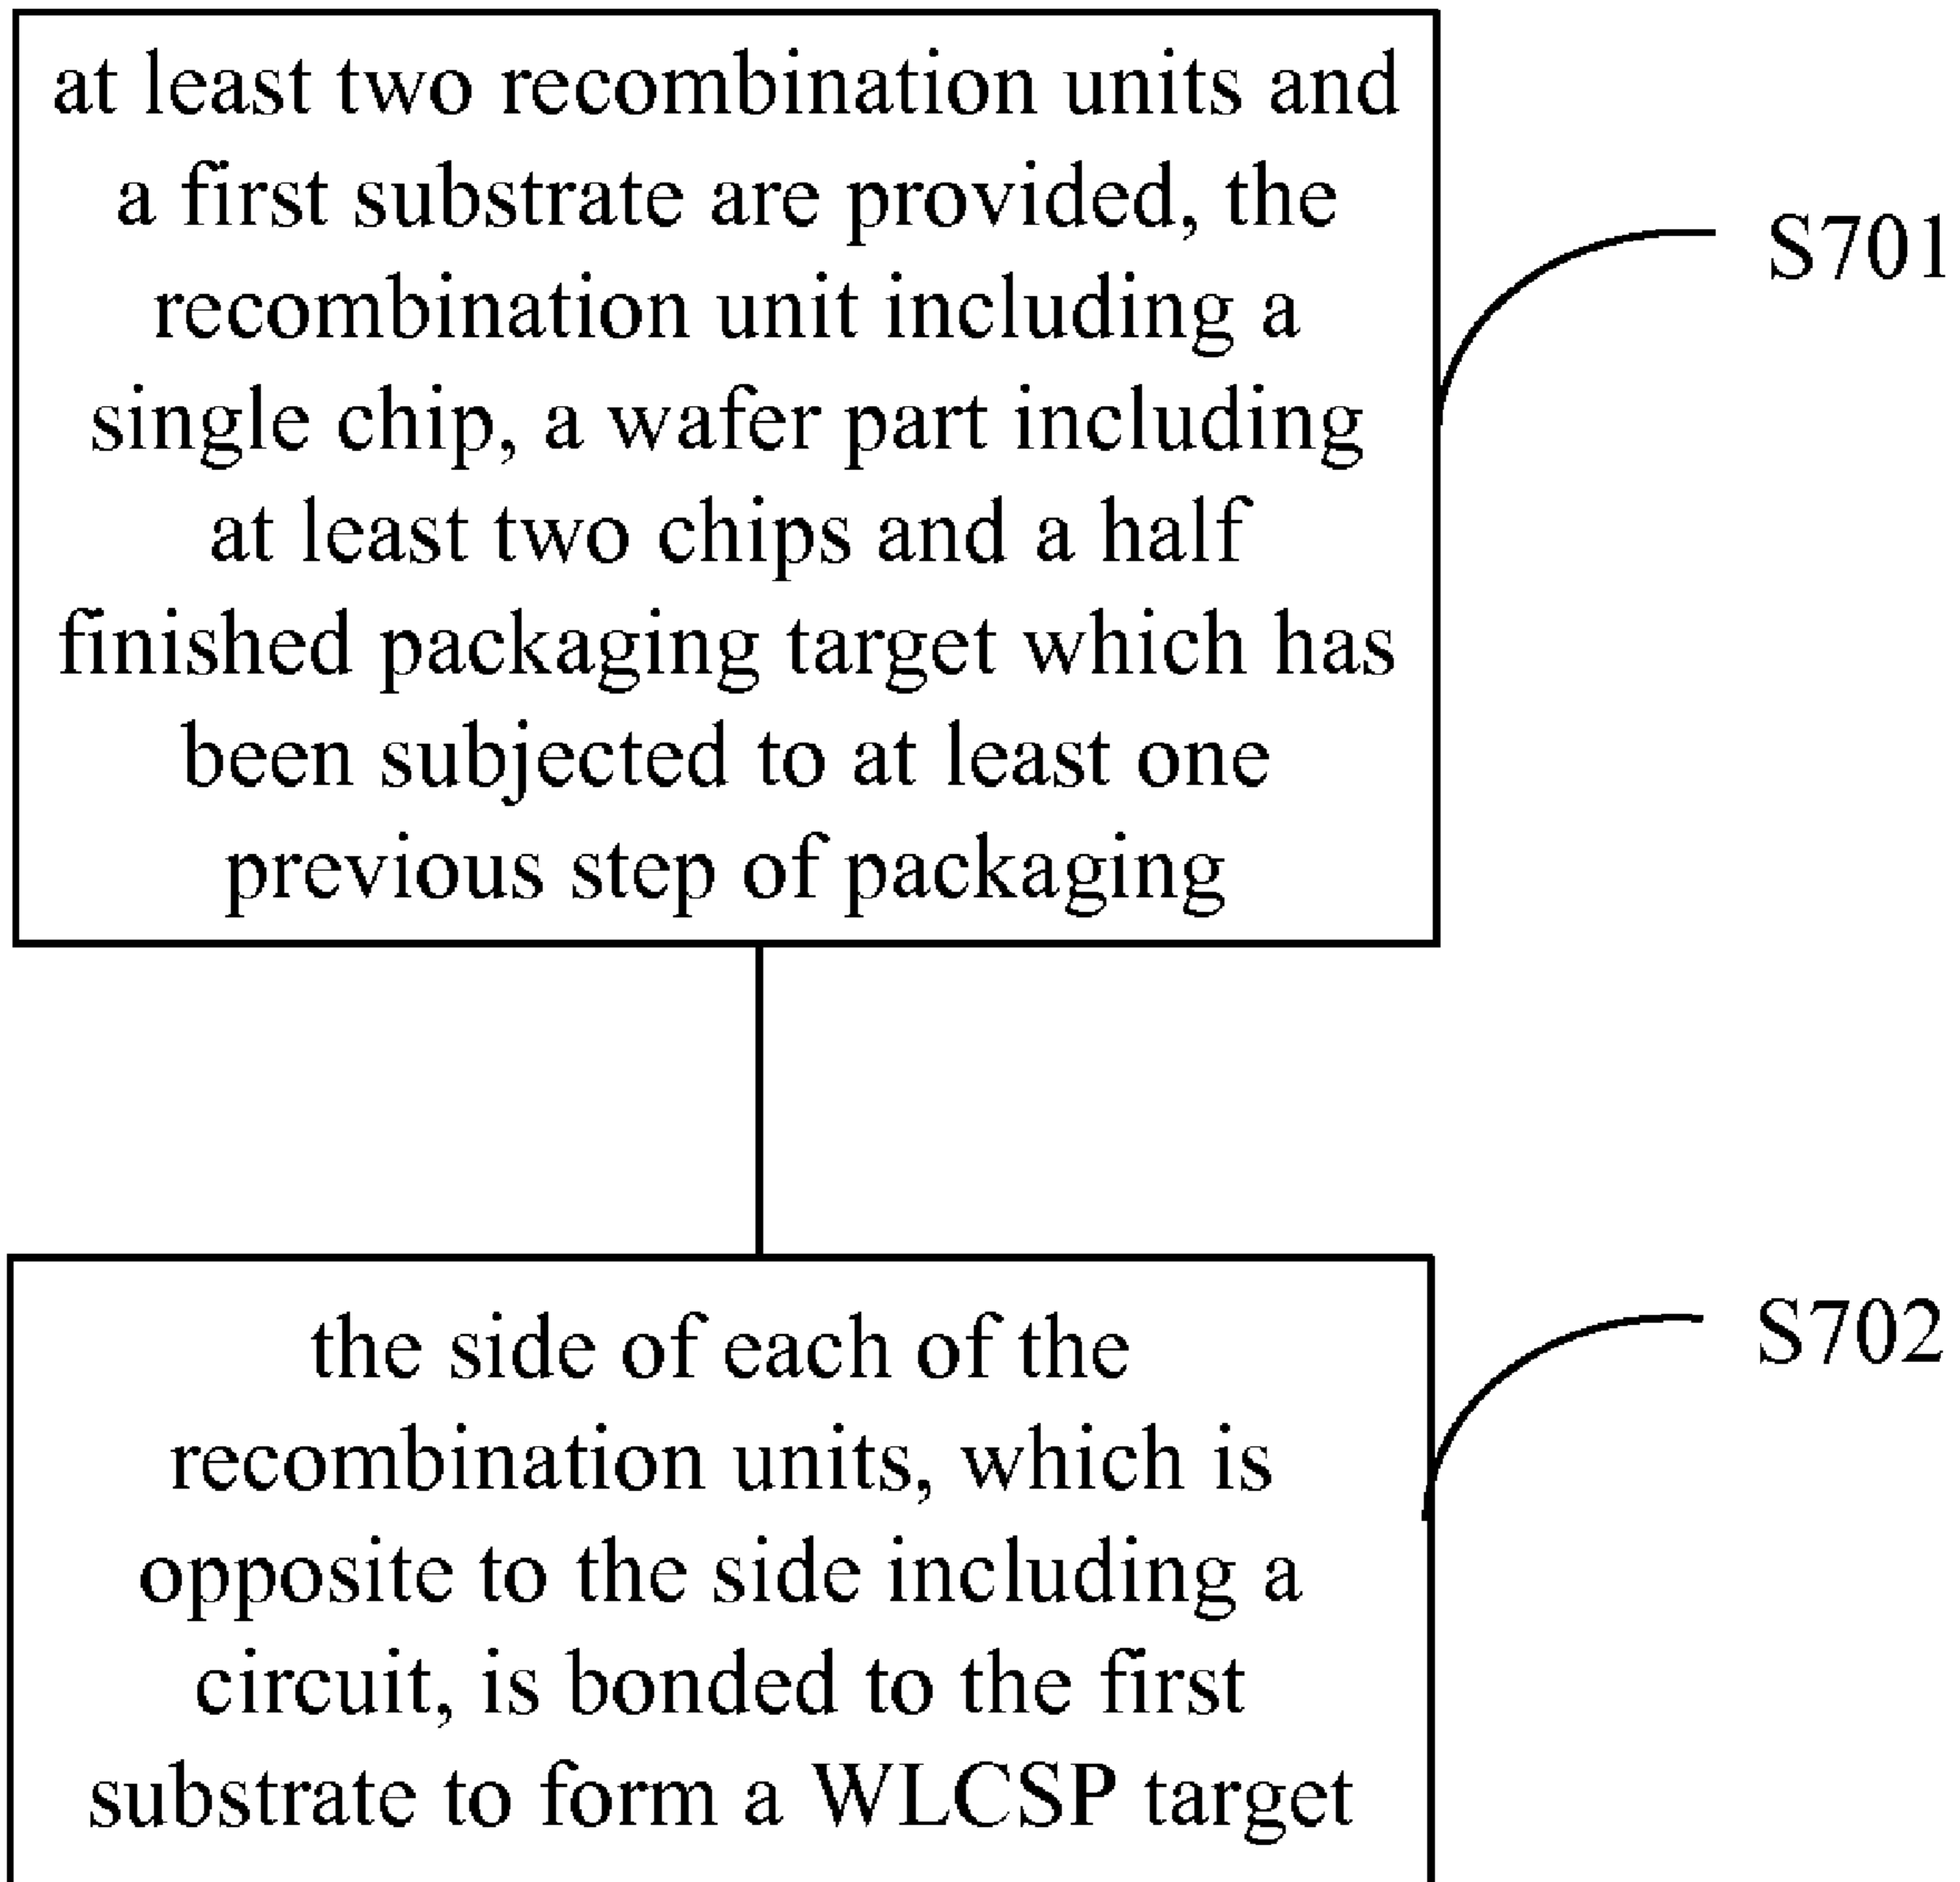 at least two recombination units and
a first substrate are provided, the
recombination unit including a
single chip, a wafer part including
at least two chips and a half
finished packaging target which has
been subjected to at least one
previous step of packaging
S701
the side of each of the
recombination units, which is
opposite to the side including a
circuit, is bonded to the first
substrate to form a WLCSP target
S702